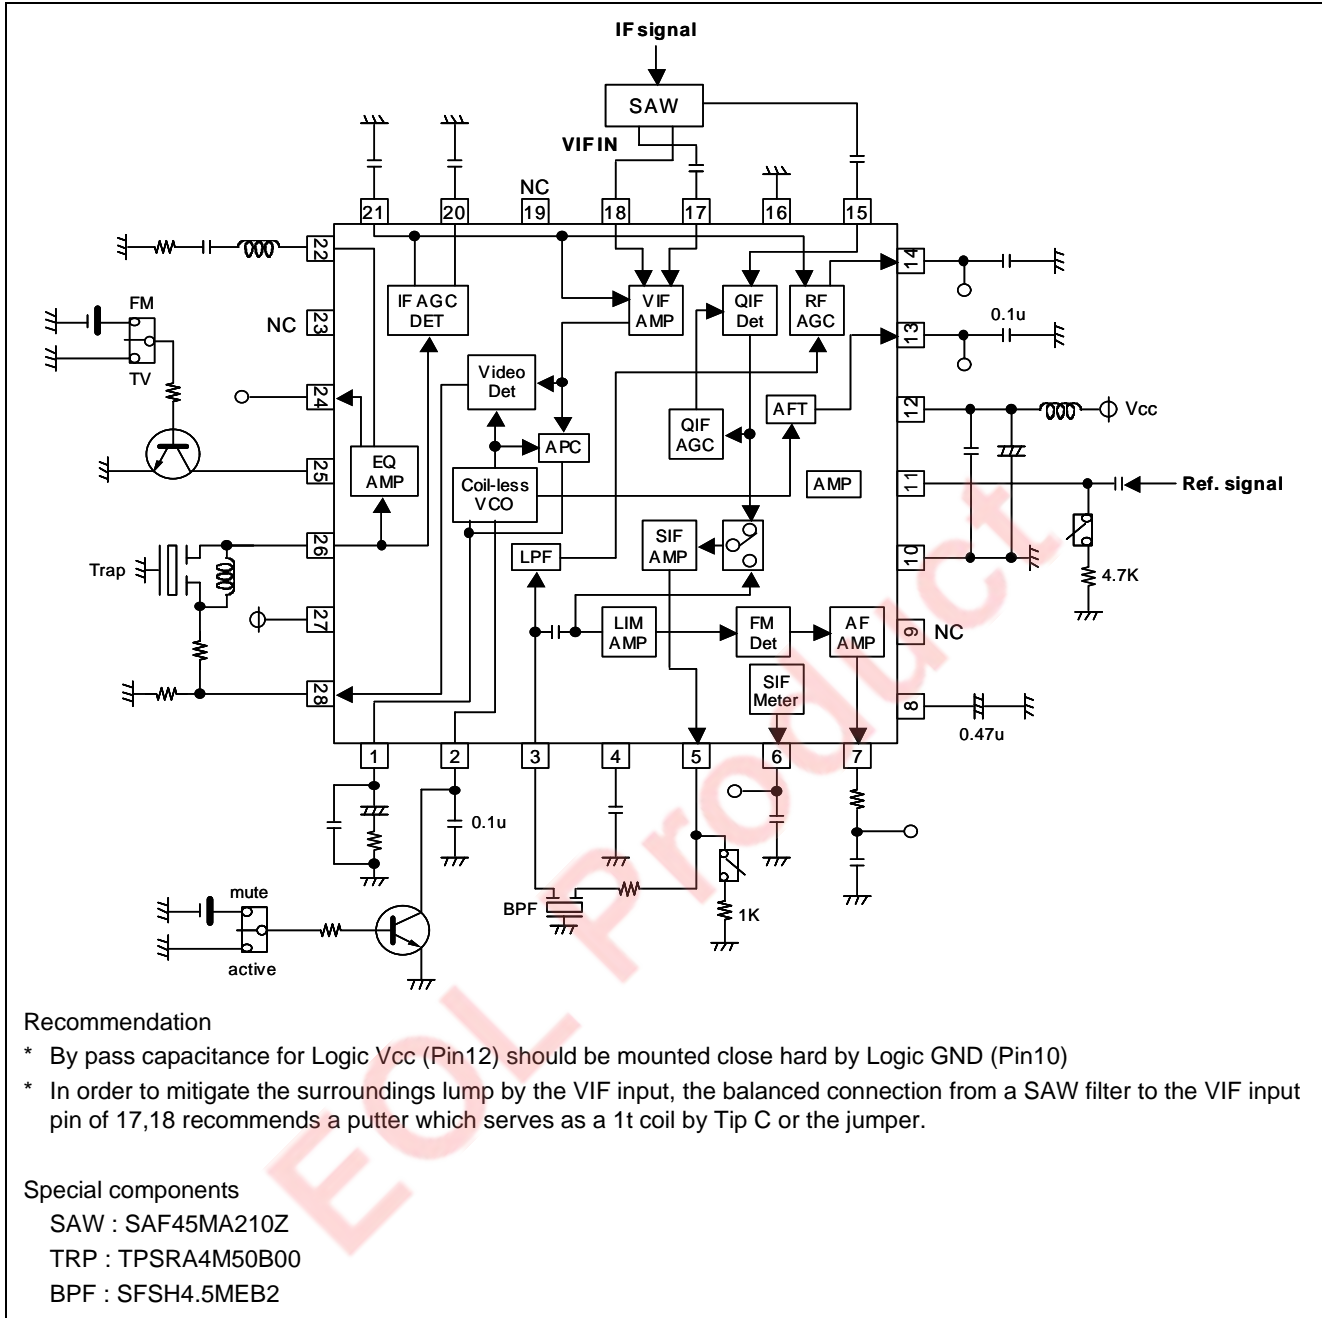 IF signal
SAW
VIF IN
NC
21
20
19
18
17
16
15
22
14
FM
TV
NC
23
IF AGC
DET
VIF
AMP
QIF
Det
RF
AGC
13
0.1u
Video
Det
24
12
Vcc
QIF
AGC
AFT
APC
25
EQ
AMP
Coil-less
VCO
AMP
11
Ref. signal
Trap
26
LPF
SIF
AMP
10
4.7K
27
LIM
AMP
FM
Det
AF
AMP
9
NC
28
SIF
Meter
8
0.47u
1
2
3
4
5
6
7
0.1u
mute
active
BPF
1K
EOL Product
Recommendation
* By pass capacitance for Logic Vcc (Pin12) should be mounted close hard by Logic GND (Pin10)
* In order to mitigate the surroundings lump by the VIF input, the balanced connection from a SAW filter to the VIF input
pin of 17,18 recommends a putter which serves as a 1t coil by Tip C or the jumper.
Special components
SAW : SAF45MA210Z
TRP : TPSRA4M50B00
BPF : SFSH4.5MEB2